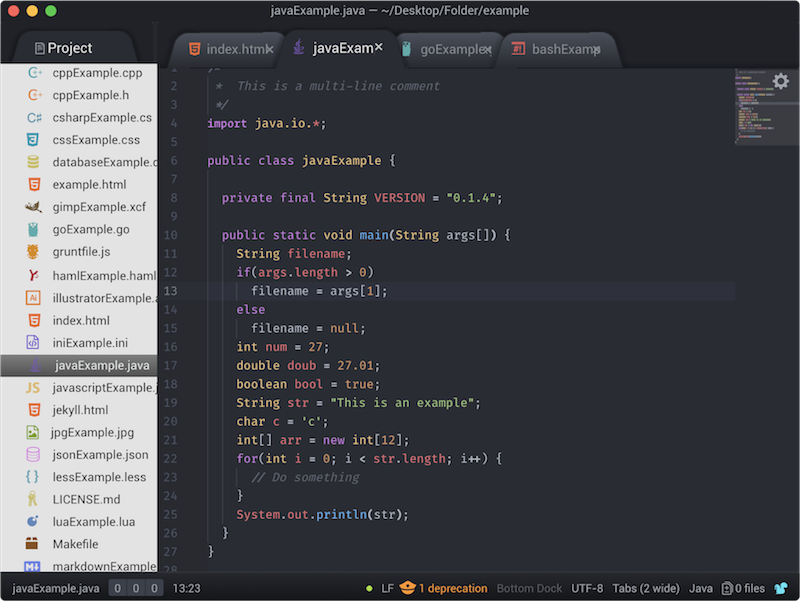 javaExample.java — ~/Desktop/Folder/example
Project
index.html
javaExam
goExample
bashExam
cppExample.cpp
cppExample.h
csharpExample.cs
cssExample.css
databaseExample.
example.html
gimpExample.xcf
goExample.go
gruntfile.js
hamlExample.haml
illustratorExample.a
index.html
iniExample.ini
javaExample.java
javascriptExample.j
jekyll.html
jpgExample.jpg
jsonExample.json
lessExample.less
LICENSE.md
luaExample.lua
Makefile
markdownExample
2 * This is a multi-line comment
3 */
4 import java.io.*;
5
6 public class javaExample {
7
8 private final String VERSION = "0.1.4";
9
10 public static void main(String args[]) {
11 String filename;
12 if(args.length > 0)
13 filename = args[1];
14 else
15 filename = null;
16 int num = 27;
17 double doub = 27.01;
18 boolean bool = true;
19 String str = "This is an example";
20 char c = 'c';
21 int[] arr = new int[12];
22 for(int i = 0; i < str.length; i++) {
23 // Do something
24 }
25 System.out.println(str);
26 }
27 }
javaExample.java 0 0 0 13:23 LF 1 deprecation Bottom Dock UTF-8 Tabs (2 wide) Java 0 files